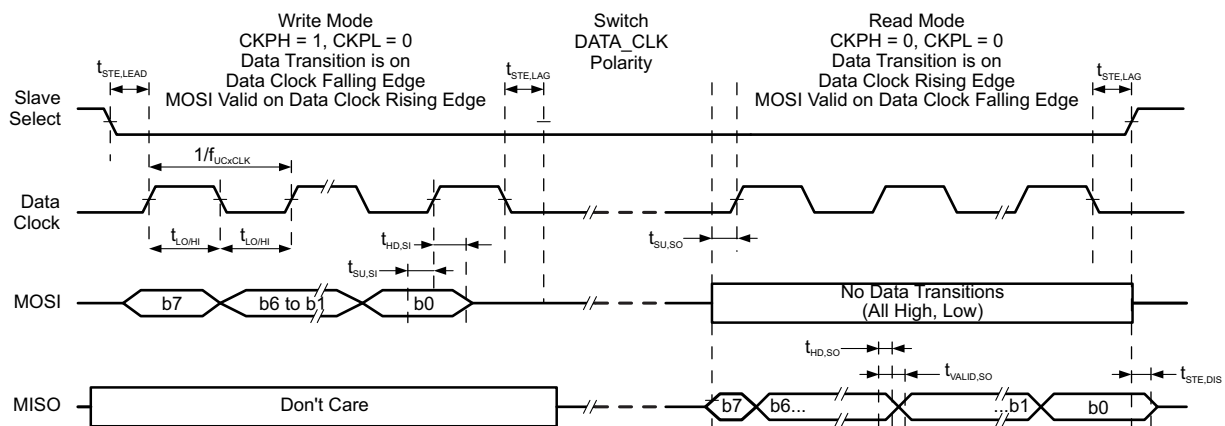 Write Mode
CKPH = 1, CKPL = 0
Data Transition is on
Data Clock Falling Edge
MOSI Valid on Data Clock Rising Edge
Switch
DATA_CLK
Polarity
Read Mode
CKPH = 0, CKPL = 0
Data Transition is on
Data Clock Rising Edge
MOSI Valid on Data Clock Falling Edge
tSTE,LEAD
tSTE,LAG
tSTE,LAG
Slave
Select
1/fUCxCLK
Data
Clock
tLO/HI
tLO/HI
tHD,SI
tSU,SO
tSU,SI
MOSI
b7
b6 to b1
b0
No Data Transitions
(All High, Low)
tHD,SO
tVALID,SO
tSTE,DIS
MISO
Don't Care
b7
b6...
...b1
b0